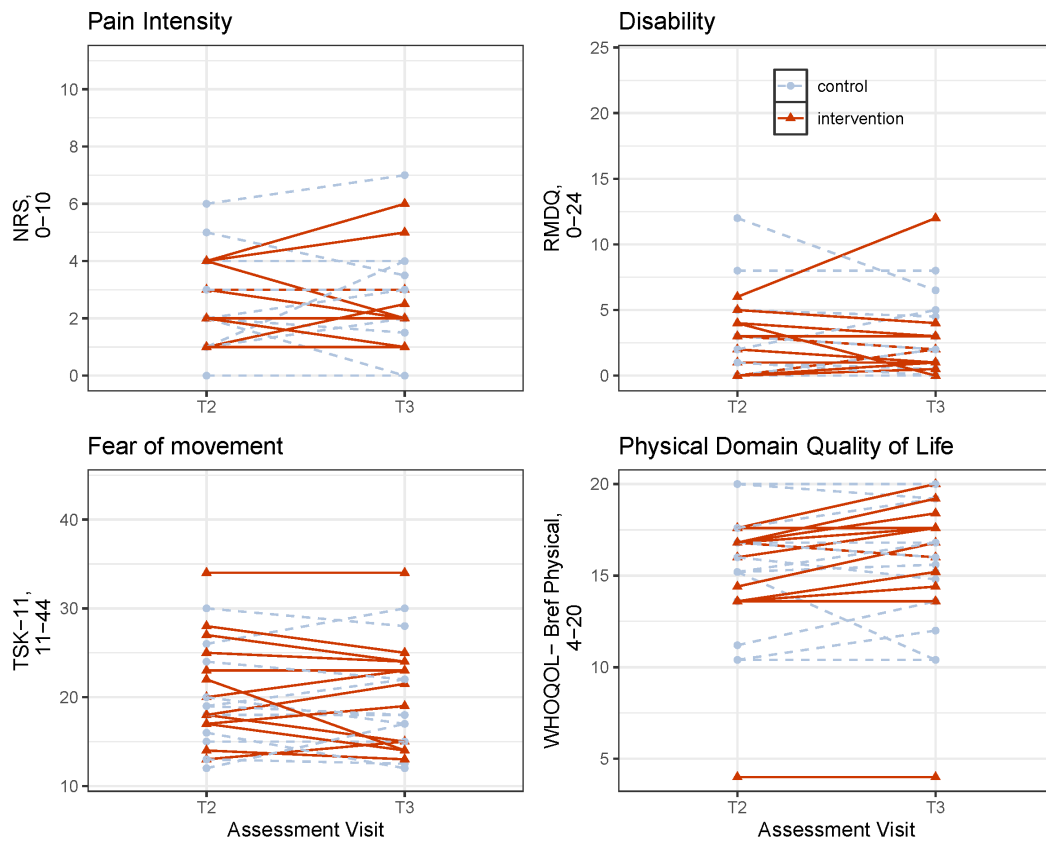 Pain Intensity
NRS,
0−10
10
8
6
4
2
0
T2
T3
Disability
RMDQ,
0−24
25
20
15
10
5
0
control
intervention
T2
T3
Fear of movement
TSK−11,
11−44
40
30
20
10
T2
T3
Assessment Visit
Physical Domain Quality of Life
WHOQOL− Bref Physical,
4−20
20
15
10
5
T2
T3
Assessment Visit